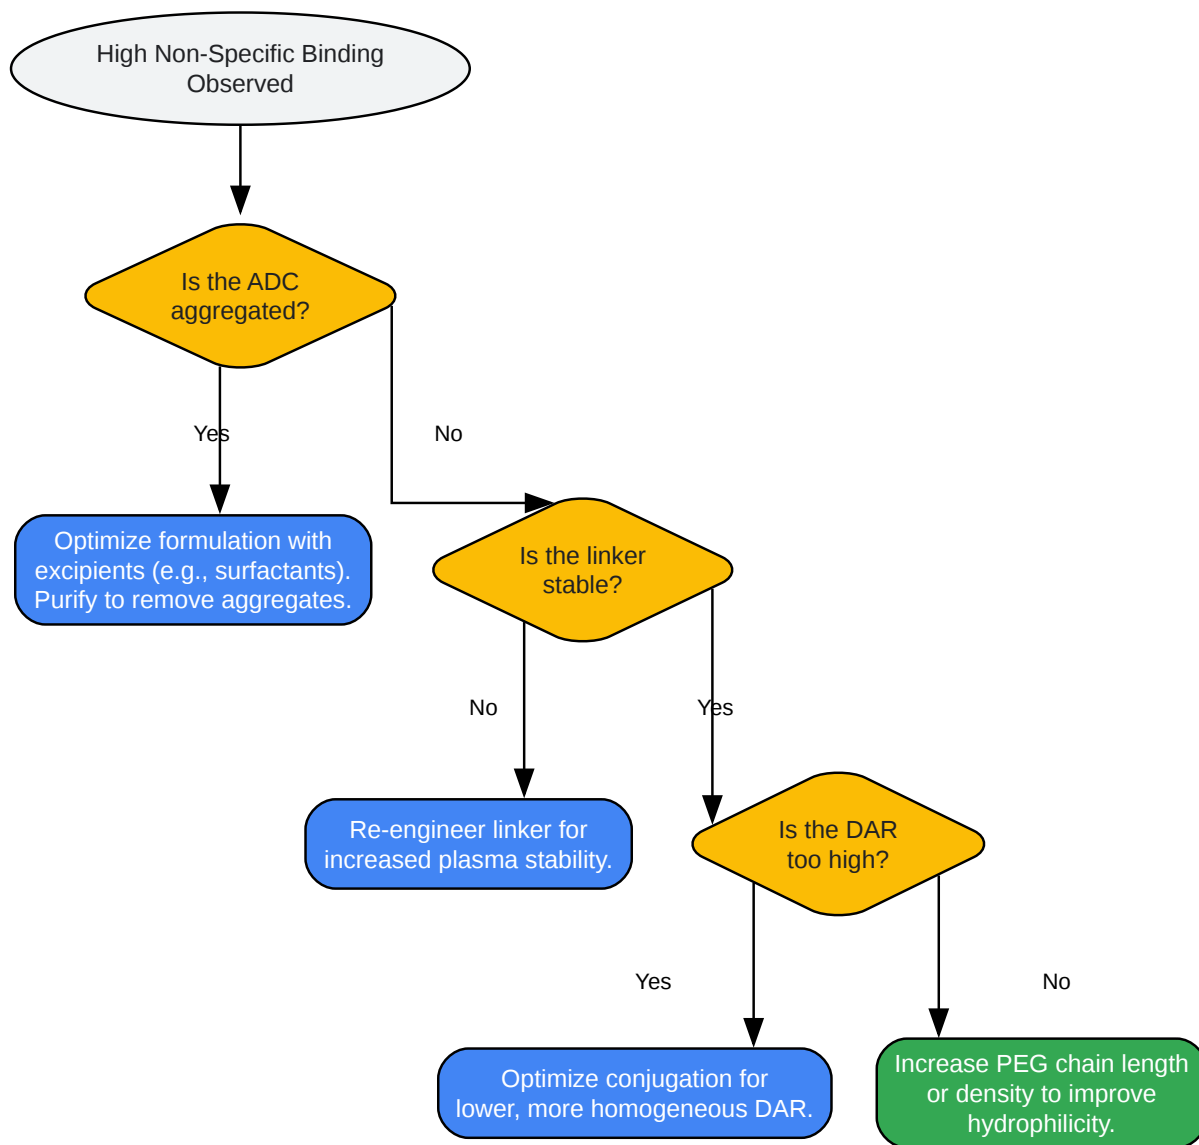 High Non-Specific Binding
Observed
Is the ADC
aggregated?
Yes
No
Optimize formulation with
excipients (e.g., surfactants).
Purify to remove aggregates.
Is the linker
stable?
No
Yes
Re-engineer linker for
increased plasma stability.
Is the DAR
too high?
Yes
No
Optimize conjugation for
lower, more homogeneous DAR.
Increase PEG chain length
or density to improve
hydrophilicity.